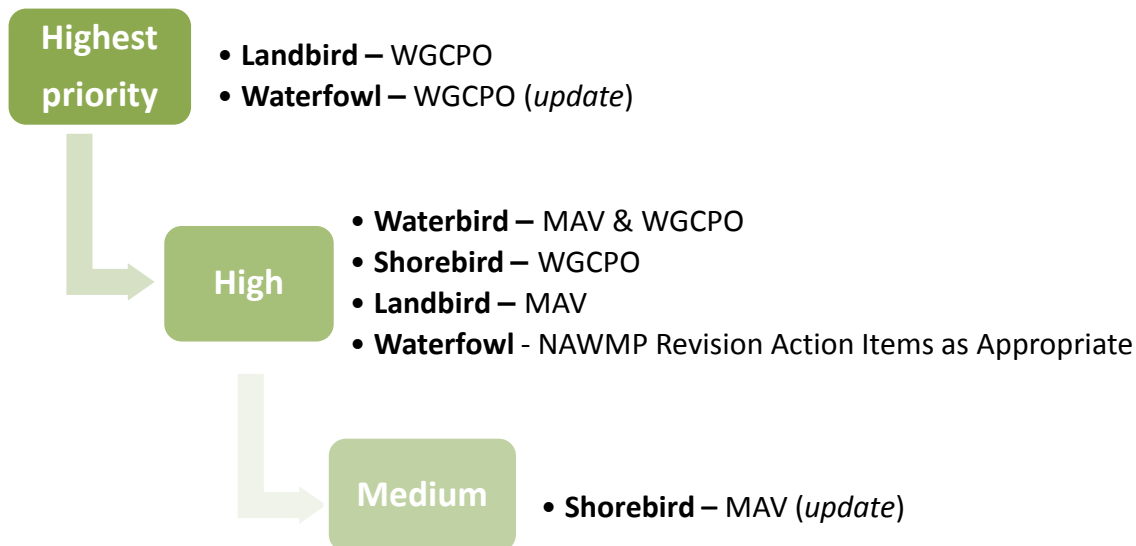 Highest
priority
• Landbird – WGCPO
• Waterfowl – WGCPO (update)
High
• Waterbird – MAV & WGCPO
• Shorebird – WGCPO
• Landbird – MAV
• Waterfowl - NAWMP Revision Action Items as Appropriate
Medium
• Shorebird – MAV (update)